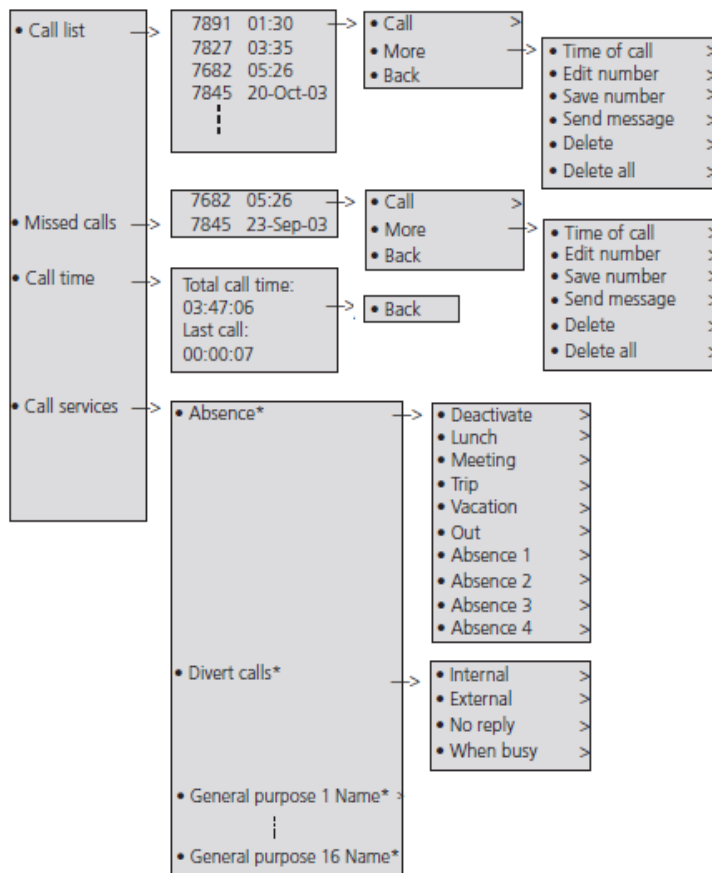 • Call list
7891 01:30
7827 03:35
7682 05:26
7845 20-Oct-03
• Call >
• More
• Back
• Time of call >
• Edit number >
• Save number >
• Send message >
• Delete >
• Delete all >
• Missed calls
7682 05:26
7845 23-Sep-03
• Call >
• More
• Back
• Time of call >
• Edit number >
• Save number >
• Send message >
• Delete >
• Delete all >
• Call time
Total call time:
03:47:06
Last call:
00:00:07
• Back
• Call services
• Absence*
• Deactivate >
• Lunch >
• Meeting >
• Trip >
• Vacation >
• Out >
• Absence 1 >
• Absence 2 >
• Absence 3 >
• Absence 4 >
• Divert calls*
• Internal >
• External >
• No reply >
• When busy >
• General purpose 1 Name* >
• General purpose 16 Name*